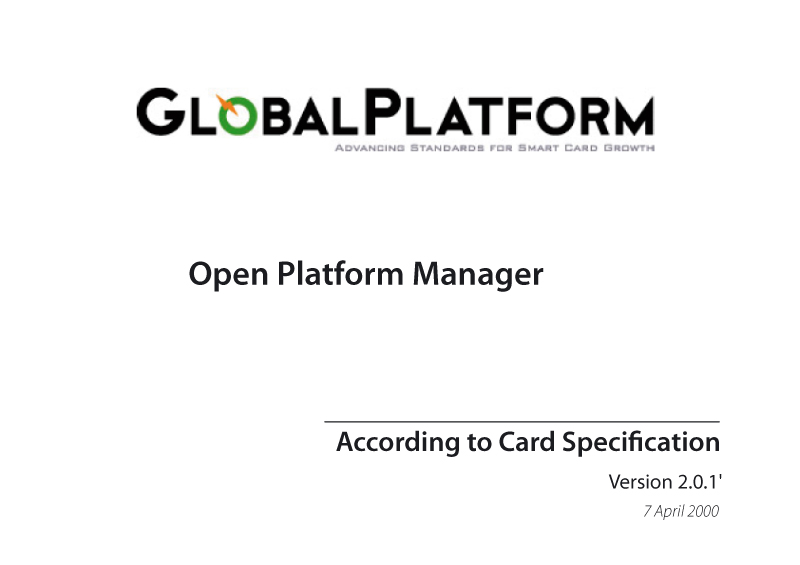 GLOBALPLATFORM
ADVANCING STANDARDS FOR SMART CARD GROWTH
Open Platform Manager
According to Card Specification
Version 2.0.1'
7 April 2000